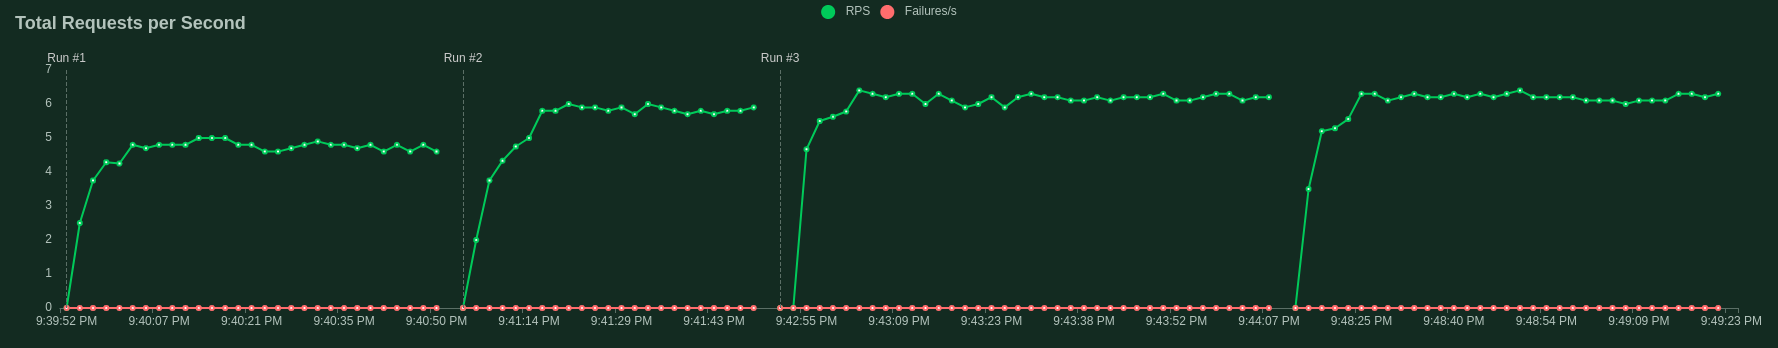 Total Requests per Second
RPS
Failures/s
Run #1
Run #2
Run #3
7
6
5
4
3
2
1
0
9:39:52 PM
9:40:07 PM
9:40:21 PM
9:40:35 PM
9:40:50 PM
9:41:14 PM
9:41:29 PM
9:41:43 PM
9:42:55 PM
9:43:09 PM
9:43:23 PM
9:43:38 PM
9:43:52 PM
9:44:07 PM
9:48:25 PM
9:48:40 PM
9:48:54 PM
9:49:09 PM
9:49:23 PM